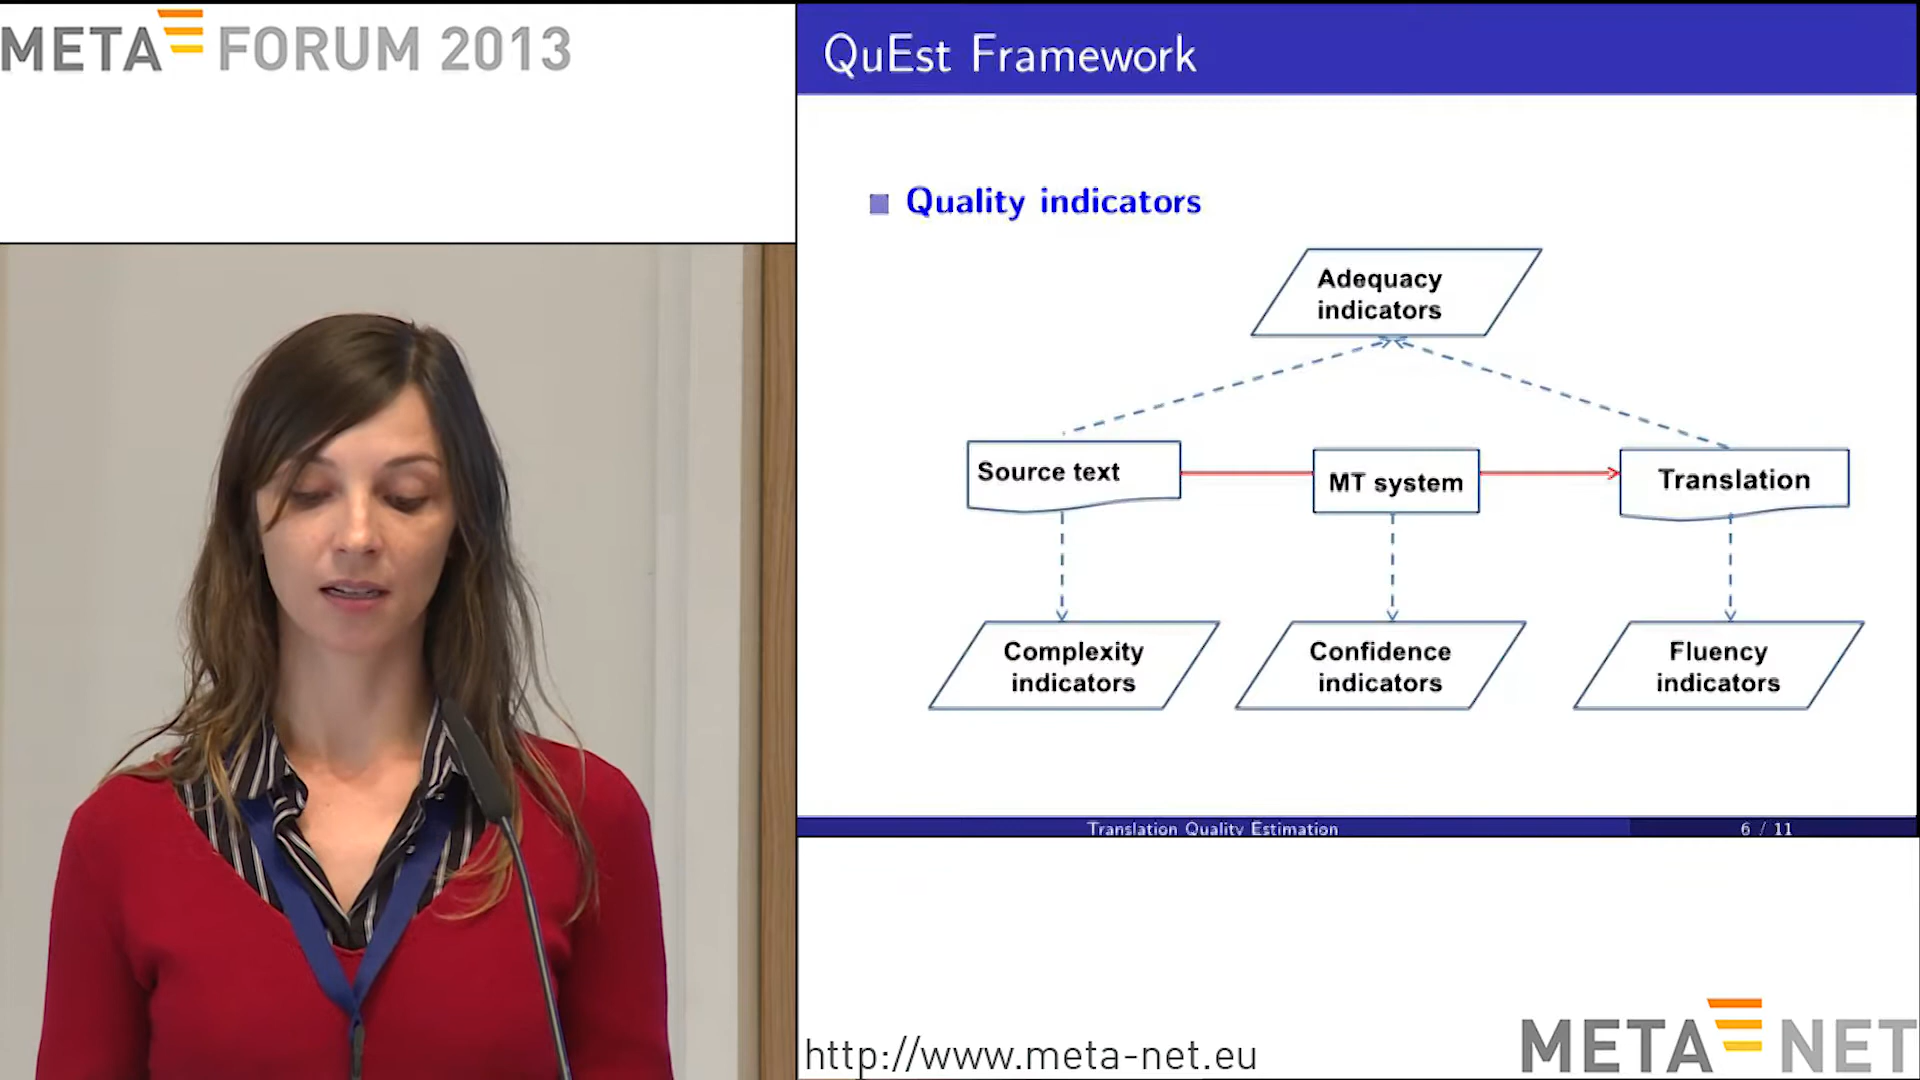 META FORUM 2013
QuEst Framework
Quality indicators
Adequacy
indicators
Source text
MT system
Translation
Complexity
indicators
Confidence
indicators
Fluency
indicators
Translation Quality Estimation
6 / 11
http://www.meta-net.eu
META NET